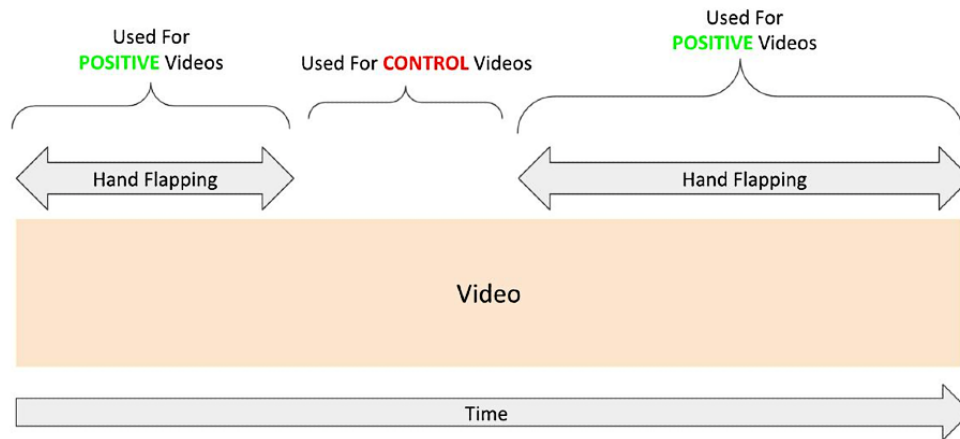 Used For
POSITIVE Videos
Used For CONTROL Videos
Used For
POSITIVE Videos
Hand Flapping
Hand Flapping
Video
Time